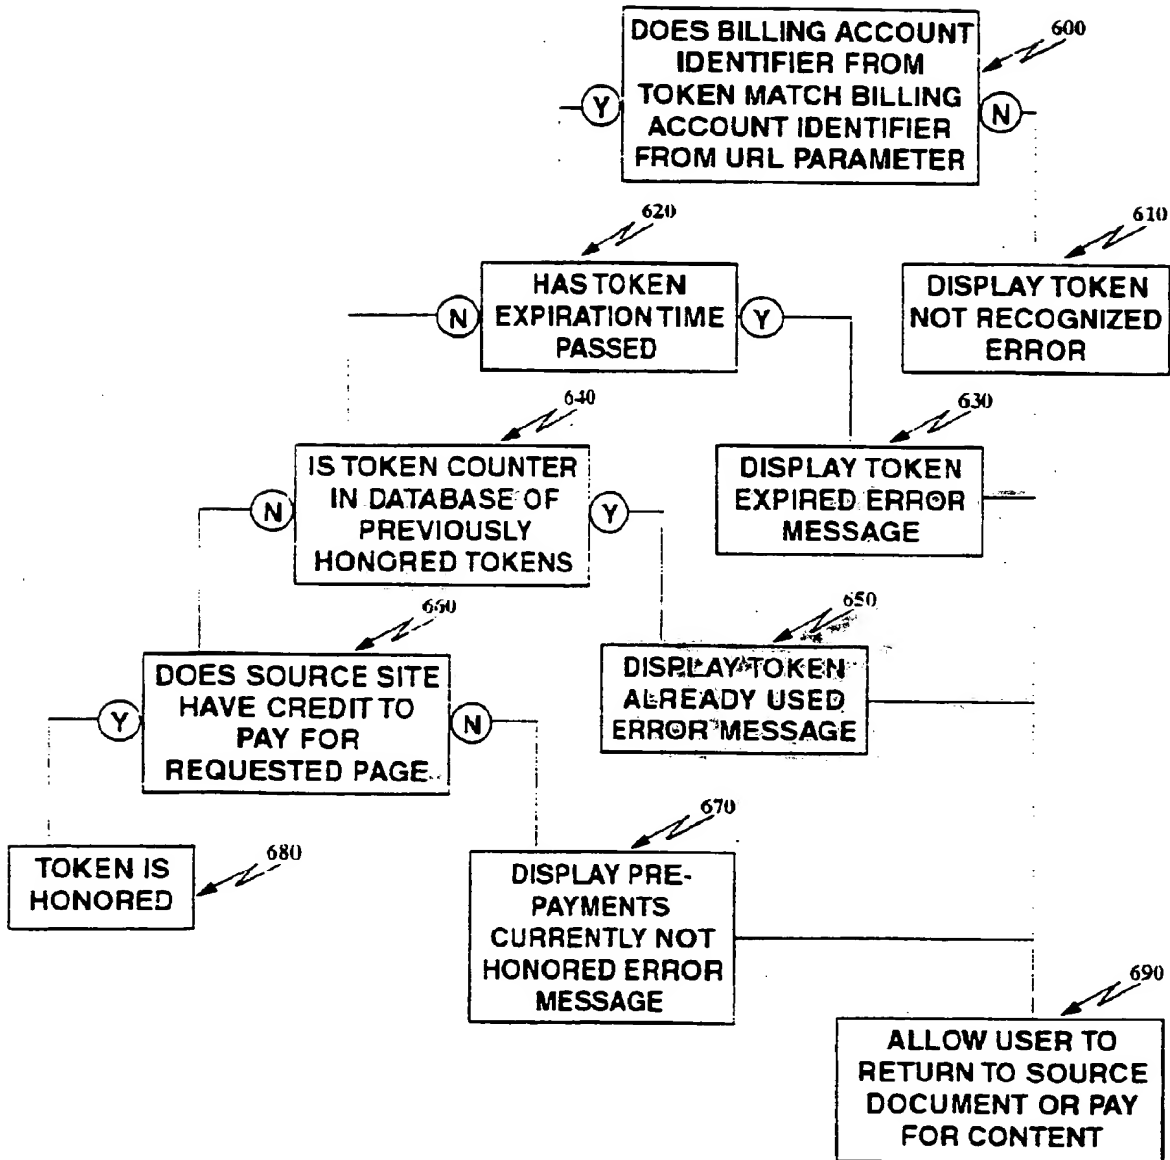 600
DOES BILLING ACCOUNT
IDENTIFIER FROM
TOKEN MATCH BILLING
ACCOUNT IDENTIFIER
FROM URL PARAMETER
Y
N
620
HAS TOKEN
EXPIRATION TIME
PASSED
N
Y
610
DISPLAY TOKEN
NOT RECOGNIZED
ERROR
640
IS TOKEN COUNTER
IN DATABASE OF
PREVIOUSLY
HONORED TOKENS
N
Y
630
DISPLAY TOKEN
EXPIRED ERROR
MESSAGE
660
DOES SOURCE SITE
HAVE CREDIT TO
PAY FOR
REQUESTED PAGE
Y
N
650
DISPLAY TOKEN
ALREADY USED
ERROR MESSAGE
680
TOKEN IS
HONORED
670
DISPLAY PRE-
PAYMENTS
CURRENTLY NOT
HONORED ERROR
MESSAGE
690
ALLOW USER TO
RETURN TO SOURCE
DOCUMENT OR PAY
FOR CONTENT